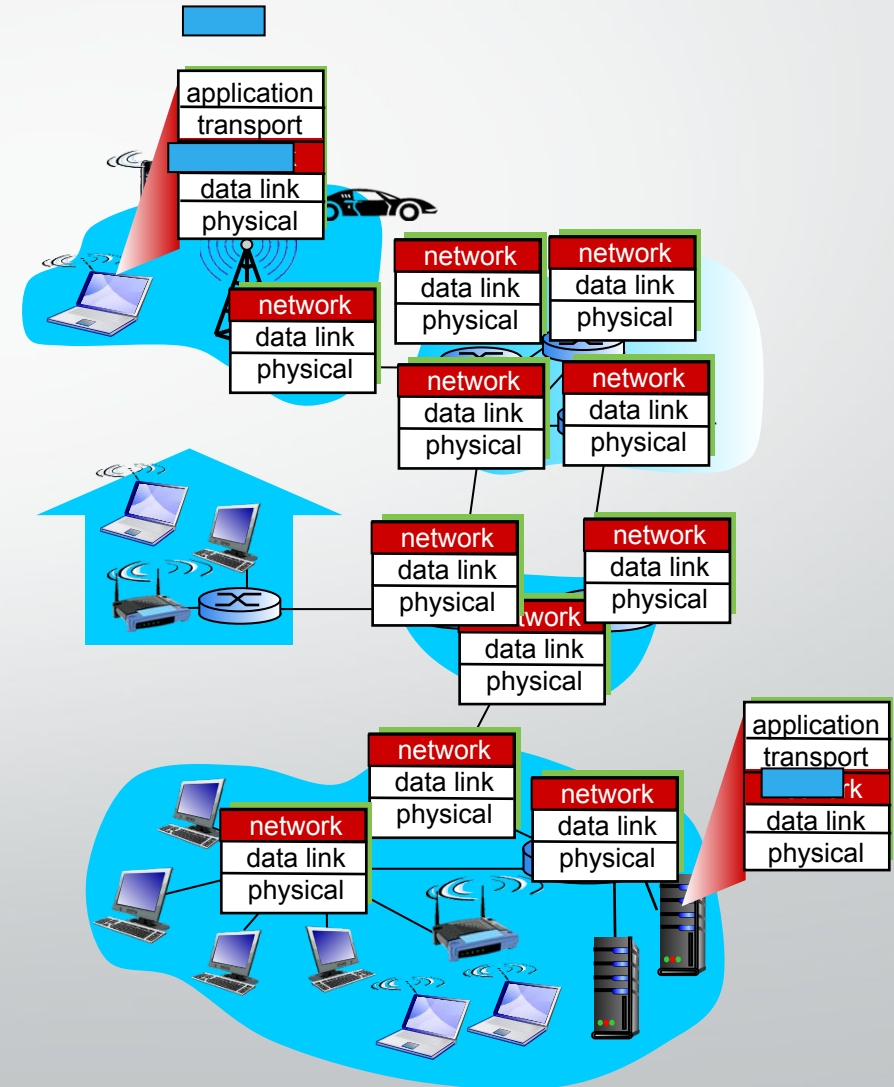 application
transport
k
data link
physical
network
data link
physical
network
data link
physical
network
data link
physical
network
data link
physical
network
data link
physical
network
data link
physical
network
data link
physical
twork
data link
physical
network
data link
physical
network
data link
physical
network
data link
physical
application
transport
k
data link
physical